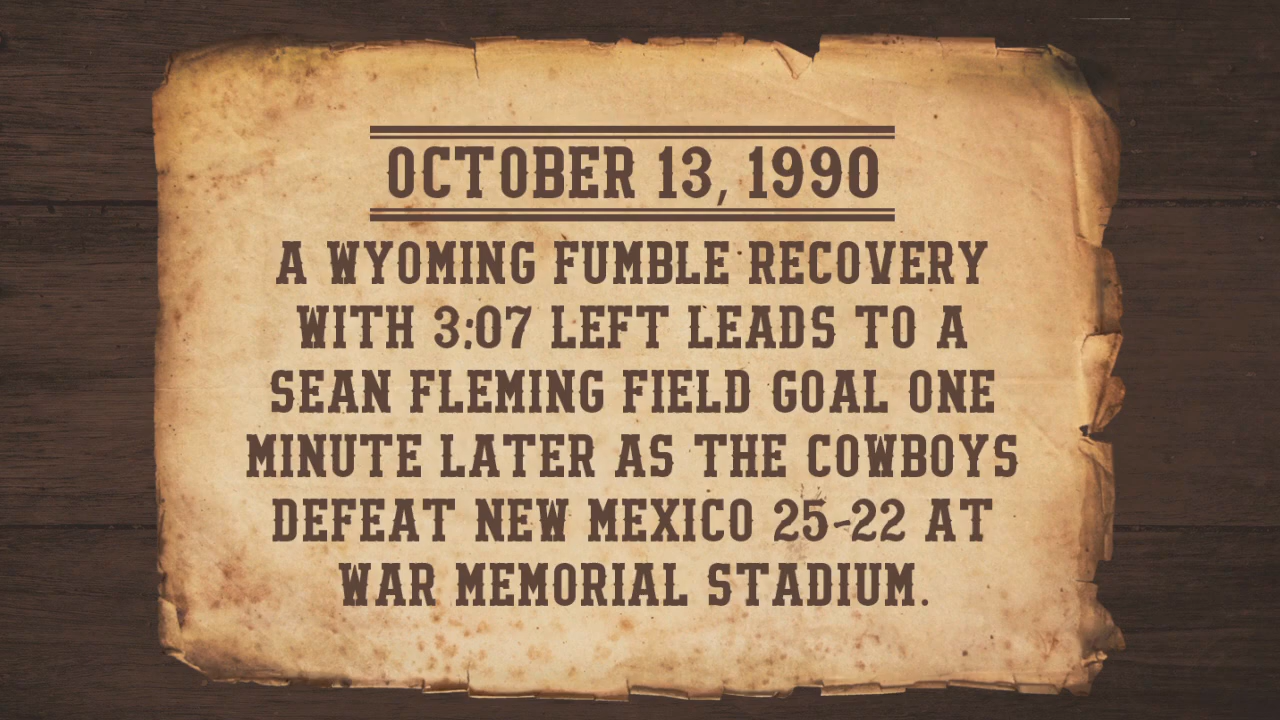 OCTOBER 13, 1990
A WYOMING FUMBLE RECOVERY
WITH 3:07 LEFT LEADS TO A
SEAN FLEMING FIELD GOAL ONE
MINUTE LATER AS THE COWBOYS
DEFEAT NEW MEXICO 25-22 AT
WAR MEMORIAL STADIUM.